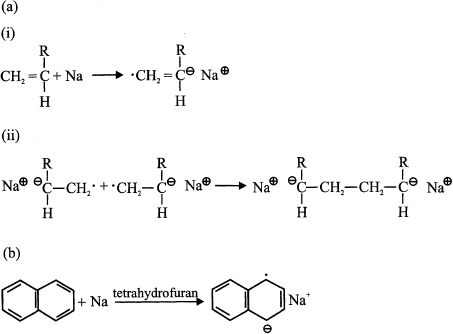 (a)
(i)
R
CH₂=C + Na ⟶ ·CH₂=C⊖ Na⊕
H
R
H
(ii)
R R R R
Na⊕ ⊖C—CH₂· + ·CH₂—C⊖ Na⊕ ⟶ Na⊕ ⊖C—CH₂—CH₂—C⊖ Na⊕
H H H H
(b)
+ Na tetrahydrofuran · ⊖ Na⁺